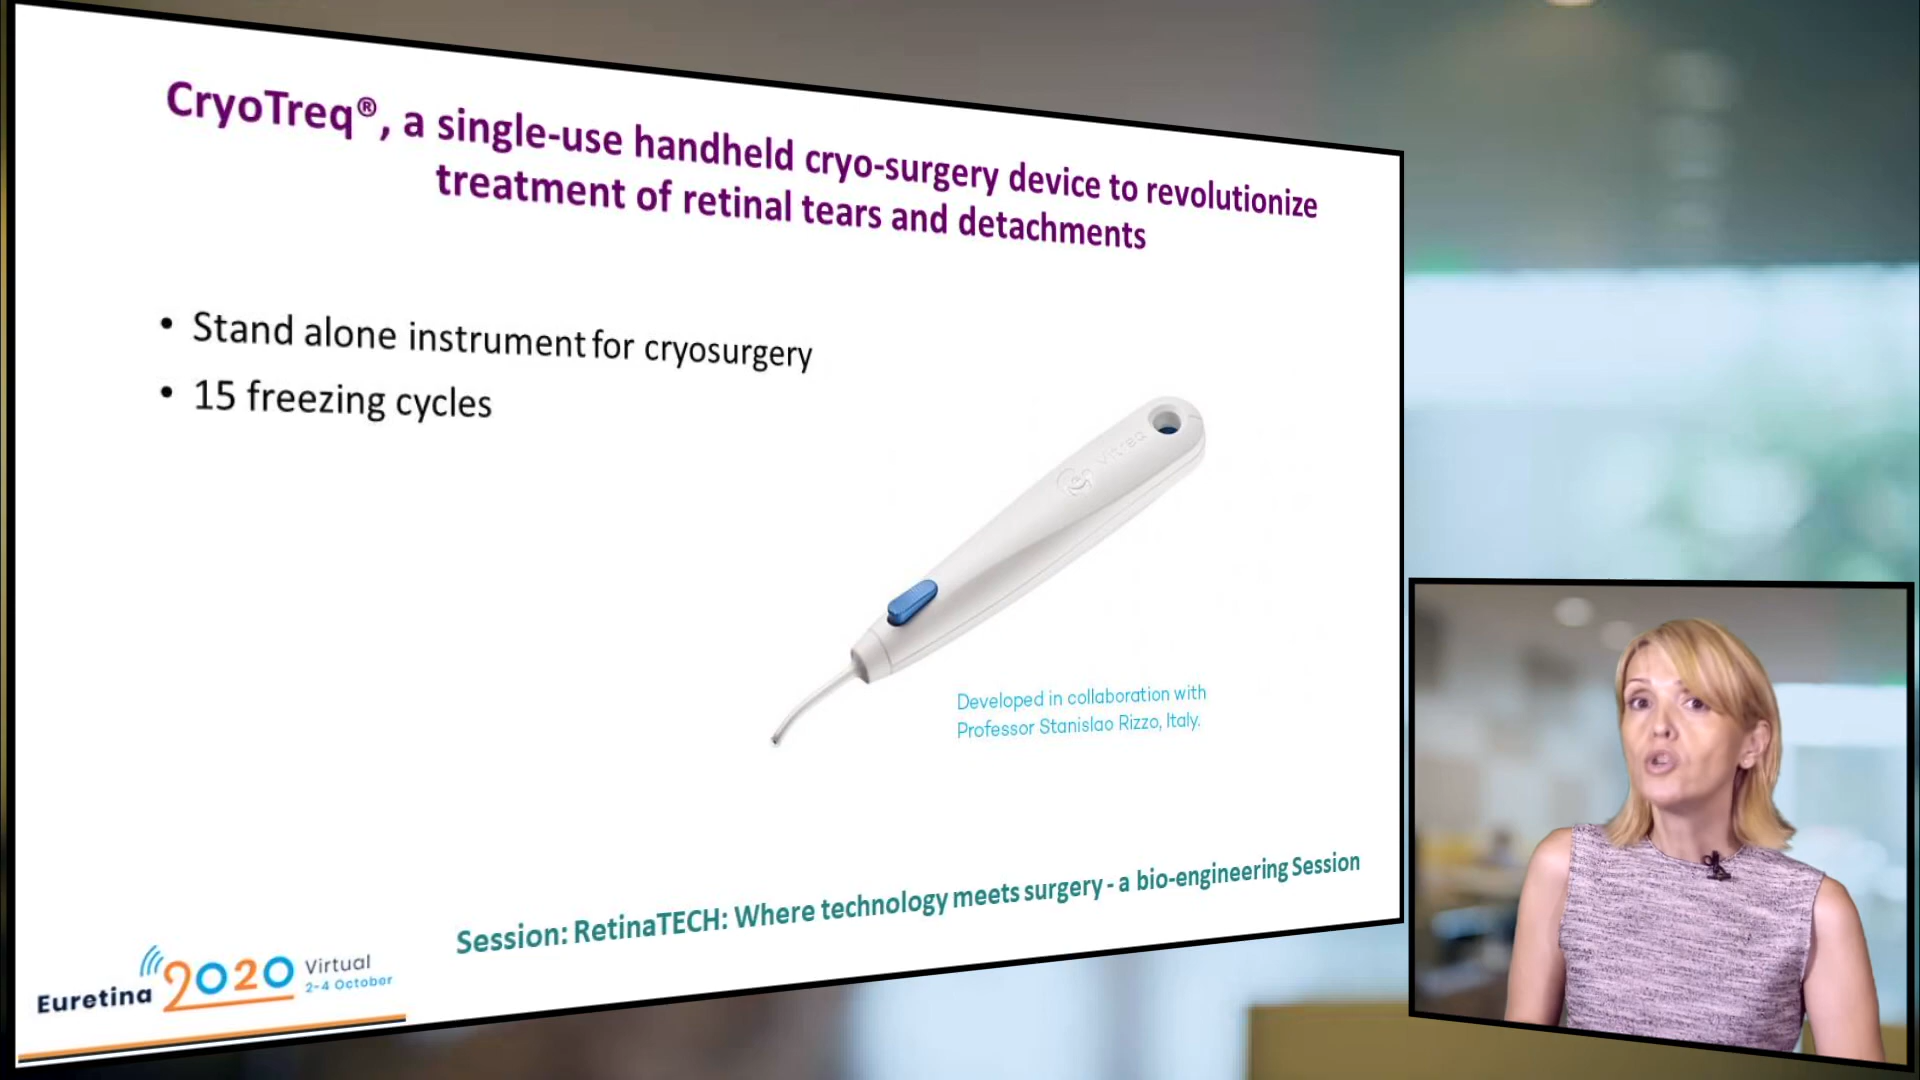 CryoTreq®, a single-use handheld cryo-surgery device to revolutionize
treatment of retinal tears and detachments
• Stand alone instrument for cryosurgery
• 15 freezing cycles
vitreq
Developed in collaboration with
Professor Stanislao Rizzo, Italy.
Session: RetinaTECH: Where technology meets surgery - a bio-engineering Session
Euretina 2020 Virtual
2-4 October